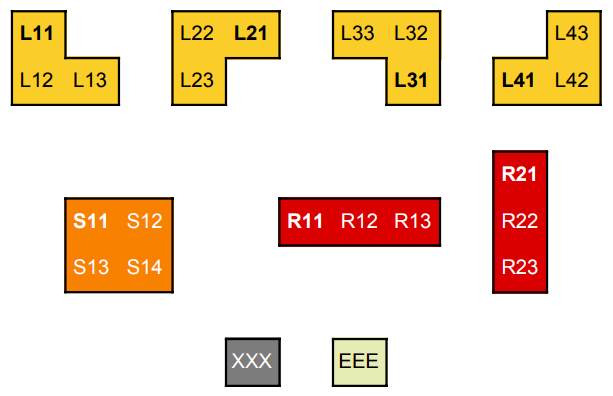 L11 L22 L21 L33 L32 L43
L12 L13 L23 L31 L41 L42
R21
S11 S12 R11 R12 R13 R22
S13 S14 R23
XXX EEE